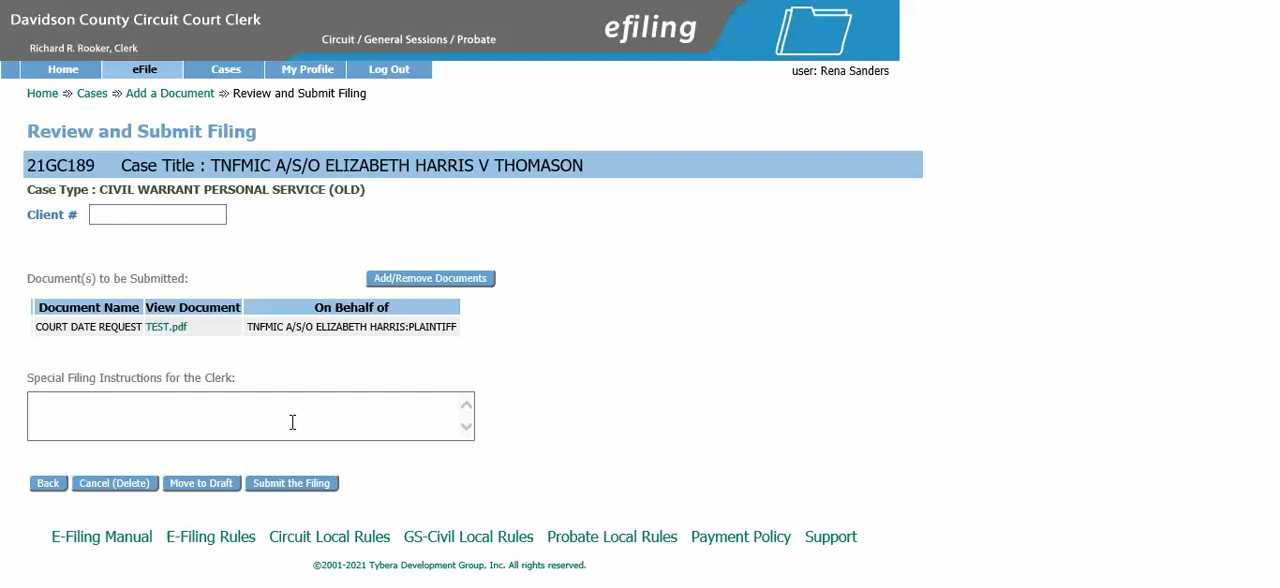 Davidson County Circuit Court Clerk
efiling
Circuit / General Sessions / Probate
Richard R. Rooker, Clerk
Home eFile Cases My Profile Log Out
user: Rena Sanders
Home ⇨ Cases ⇨ Add a Document ⇨ Review and Submit Filing
Review and Submit Filing
21GC189 Case Title : TNFMIC A/S/O ELIZABETH HARRIS V THOMASON
Case Type : CIVIL WARRANT PERSONAL SERVICE (OLD)
Client #
Document(s) to be Submitted:
Add/Remove Documents
Document Name View Document On Behalf of
COURT DATE REQUEST TEST.pdf TNFMIC A/S/O ELIZABETH HARRIS:PLAINTIFF
Special Filing Instructions for the Clerk:
Back Cancel (Delete) Move to Draft Submit the Filing
E-Filing Manual E-Filing Rules Circuit Local Rules GS-Civil Local Rules Probate Local Rules Payment Policy Support
©2001-2021 Tybera Development Group, Inc. All rights reserved.